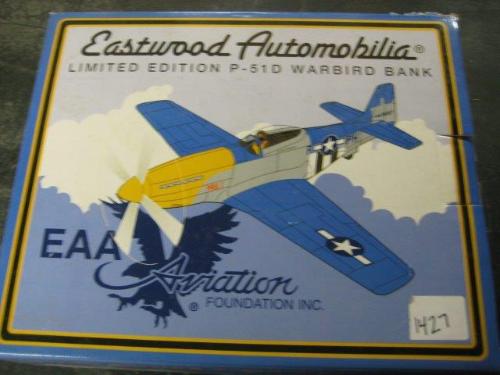 Eastwood Automobilia®
LIMITED EDITION P-51D WARBIRD BANK
EAA
Aviation
® FOUNDATION INC.
1427